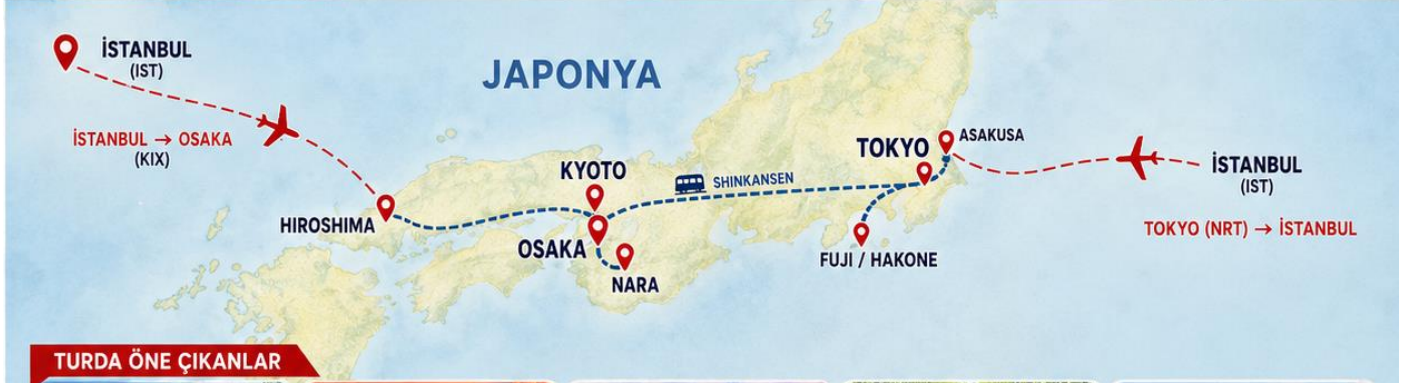 İSTANBUL
(IST)
JAPONYA
İSTANBUL → OSAKA
(KIX)
HIROSHIMA
KYOTO
OSAKA
NARA
SHINKANSEN
TOKYO
ASAKUSA
FUJI / HAKONE
İSTANBUL
(IST)
TOKYO (NRT) → İSTANBUL
TURDA ÖNE ÇIKANLAR